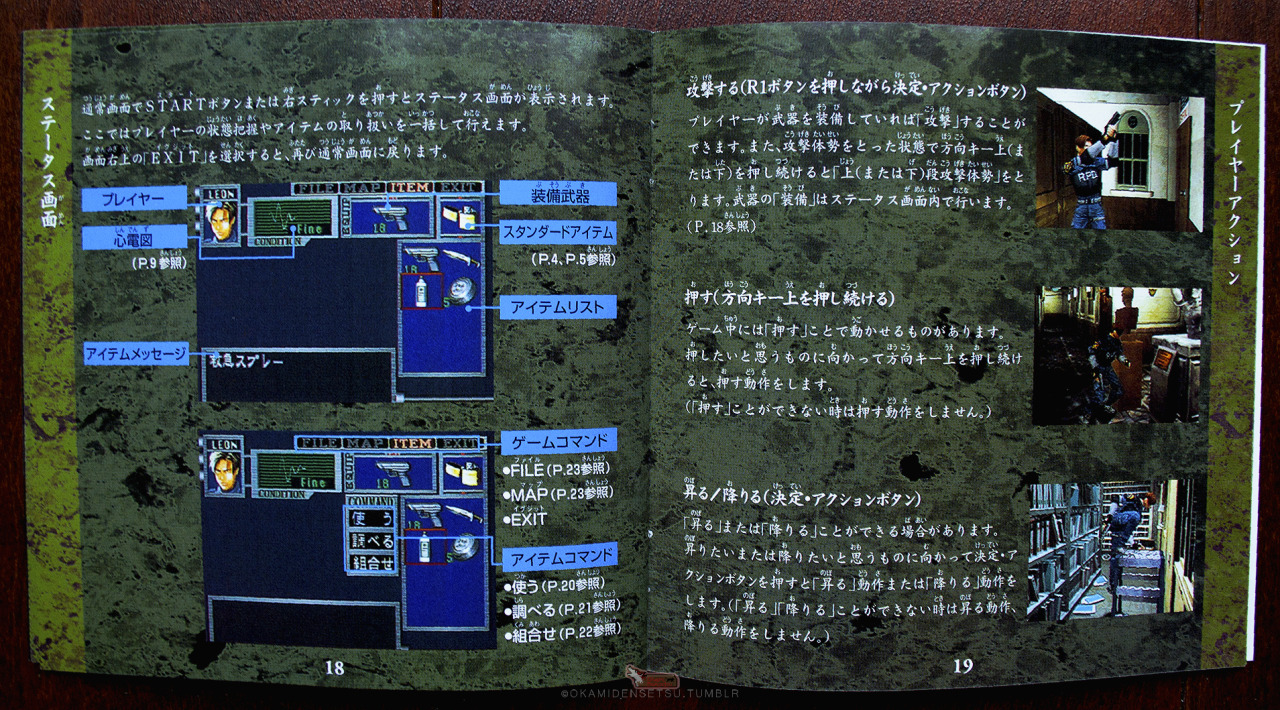 ステータス画面
通常画面でSTARTボタンまたは右スティックを押すとステータス画面が表示されます。
ここではプレイヤーの状態把握やアイテムの取り扱いを一括して行えます。
画面右上の「EXIT」を選択すると、再び通常画面に戻ります。
プレイヤー
心電図
(P.9参照)
アイテムメッセージ
LEON
FILE MAP ITEM EXIT
Fine
CONDITION
18
18
5
救急スプレー
装備武器
スタンダードアイテム
(P.4、P.5参照)
アイテムリスト
LEON
FILE MAP ITEM EXIT
Fine
CONDITION
18
COMMAND
使う
調べる
組合せ
18
ゲームコマンド
●FILE(P.23参照)
●MAP(P.23参照)
●EXIT
アイテムコマンド
●使う(P.20参照)
●調べる(P.21参照)
●組合せ(P.22参照)
18
攻撃する(R1ボタンを押しながら決定・アクションボタン)
プレイヤーが武器を装備していれば「攻撃」することが
できます。また、攻撃体勢をとった状態で方向キー上(ま
たは下)を押し続けると「上(または下)段攻撃体勢」をと
ります。武器の「装備」はステータス画面内で行います。
(P.18参照)
RPD
押す(方向キー上を押し続ける)
ゲーム中には「押す」ことで動かせるものがあります。
押したいと思うものに向かって方向キー上を押し続け
ると、押す動作をします。
(「押す」ことができない時は押す動作をしません。)
昇る/降りる(決定・アクションボタン)
「昇る」または「降りる」ことができる場合があります。
昇りたいまたは降りたいと思うものに向かって決定・ア
クションボタンを押すと「昇る」動作または「降りる」動作を
します。(「昇る」「降りる」ことができない時は昇る動作、
降りる動作をしません。)
プレイヤーアクション
19
©OKAMIDENSETSU.TUMBLR